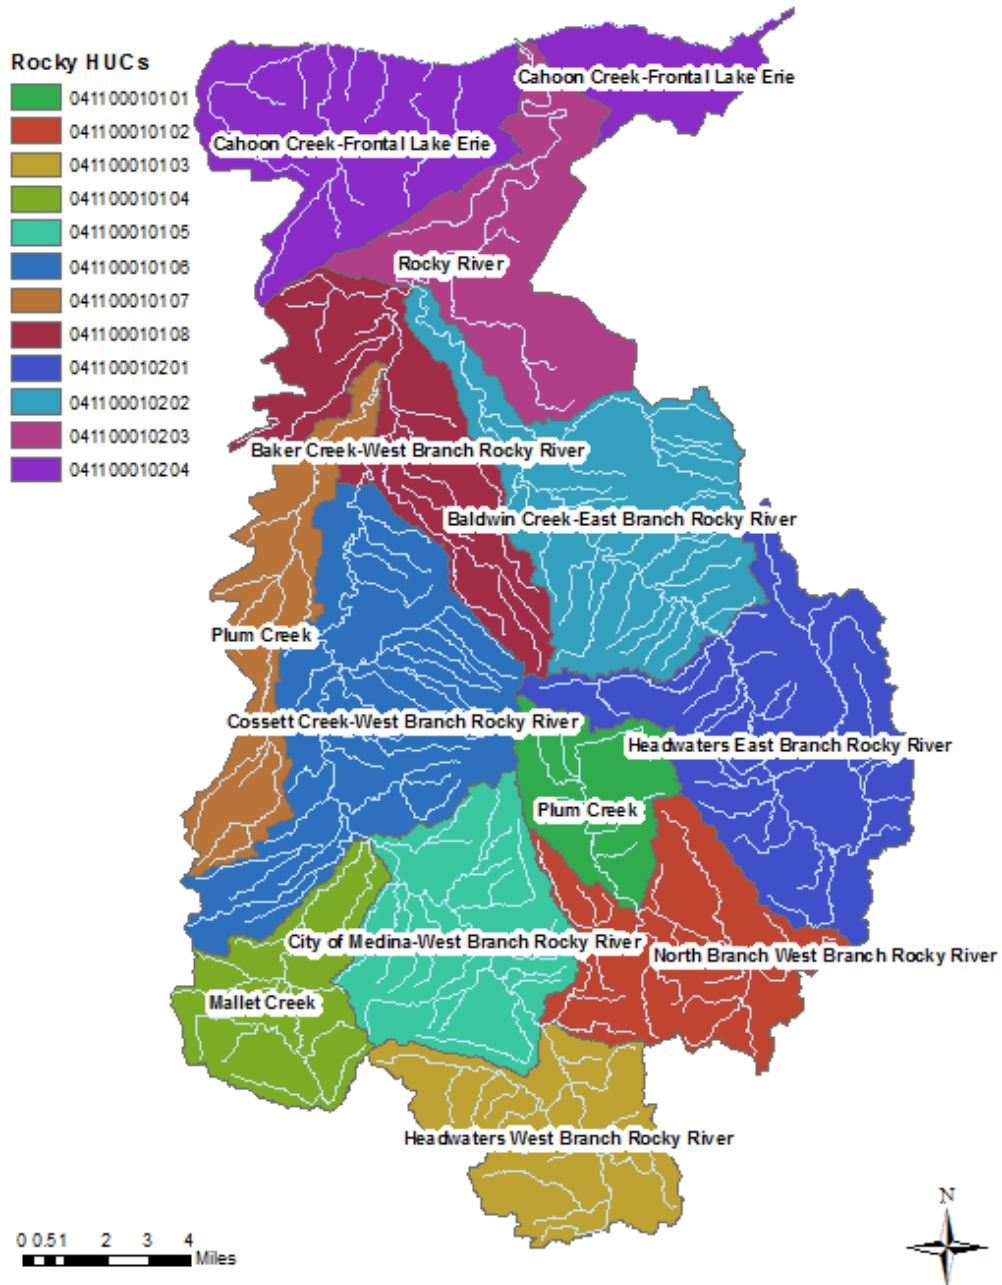 Rocky HUCs
041100010101
041100010102
041100010103
041100010104
041100010105
041100010106
041100010107
041100010108
041100010201
041100010202
041100010203
041100010204
Cahoon Creek-Frontal Lake Erie
Cahoon Creek-Frontal Lake Erie
Rocky River
Baker Creek-West Branch Rocky River
Baldwin Creek-East Branch Rocky River
Plum Creek
Cossett Creek-West Branch Rocky River
Headwaters East Branch Rocky River
Plum Creek
City of Medina-West Branch Rocky River
North Branch West Branch Rocky River
Mallet Creek
Headwaters West Branch Rocky River
N
0 0.5 1 2 3 4
Miles